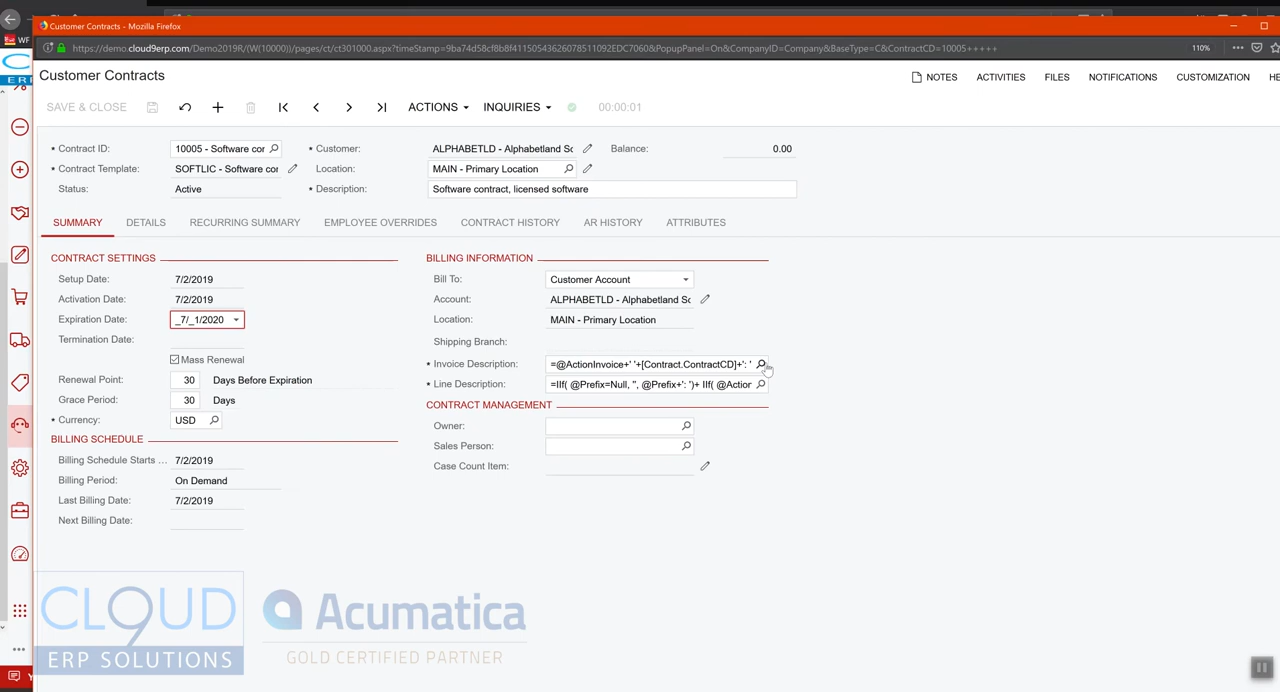 Customer Contracts - Mozilla Firefox
WF
https://demo.cloud9erp.com/Demo2019R/(W(10000))/pages/ct/ct301000.aspx?timeStamp=9ba74d58cf8b8f41150543626078511092EDC7060&PopupPanel=On&CompanyID=Company&BaseType=C&ContractCD=10005+++++
110%
ER
Customer Contracts
NOTES ACTIVITIES FILES NOTIFICATIONS CUSTOMIZATION HE
SAVE & CLOSE ACTIONS INQUIRIES 00:00:01
* Contract ID: 10005 - Software cor * Customer: ALPHABETLD - Alphabetland Sc Balance: 0.00
* Contract Template: SOFTLIC - Software cor Location: MAIN - Primary Location
Status: Active * Description: Software contract, licensed software
SUMMARY DETAILS RECURRING SUMMARY EMPLOYEE OVERRIDES CONTRACT HISTORY AR HISTORY ATTRIBUTES
CONTRACT SETTINGS
Setup Date: 7/2/2019
Activation Date: 7/2/2019
Expiration Date: _7/_1/2020
Termination Date:
Mass Renewal
Renewal Point: 30 Days Before Expiration
Grace Period: 30 Days
* Currency: USD
BILLING SCHEDULE
Billing Schedule Starts ... 7/2/2019
Billing Period: On Demand
Last Billing Date: 7/2/2019
Next Billing Date:
BILLING INFORMATION
Bill To: Customer Account
Account: ALPHABETLD - Alphabetland Sc
Location: MAIN - Primary Location
Shipping Branch:
* Invoice Description: =@ActionInvoice+' '+[Contract.ContractCD]+': '
* Line Description: =IIf( @Prefix=Null, '', @Prefix+': ')+ IIf( @Action
CONTRACT MANAGEMENT
Owner:
Sales Person:
Case Count Item:
CLOUD
9
ERP SOLUTIONS
Acumatica
GOLD CERTIFIED PARTNER
Y